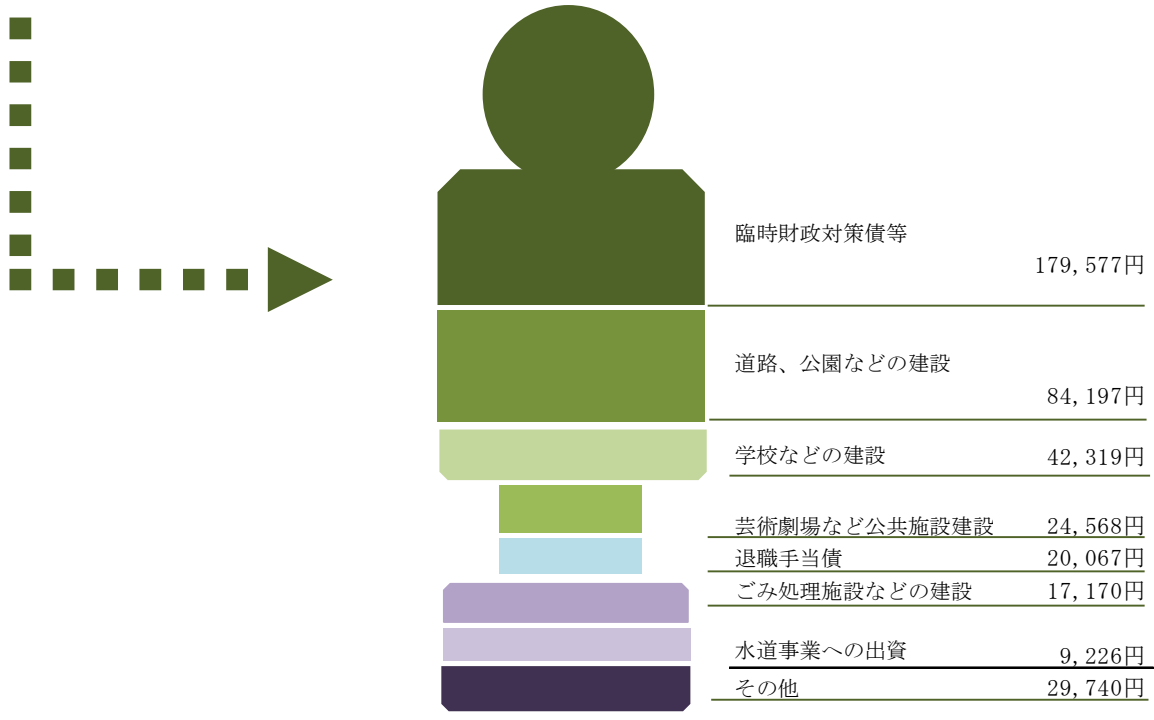 臨時財政対策債等
179,577円
道路、公園などの建設
84,197円
学校などの建設 42,319円
芸術劇場など公共施設建設 24,568円
退職手当債 20,067円
ごみ処理施設などの建設 17,170円
水道事業への出資 9,226円
その他 29,740円